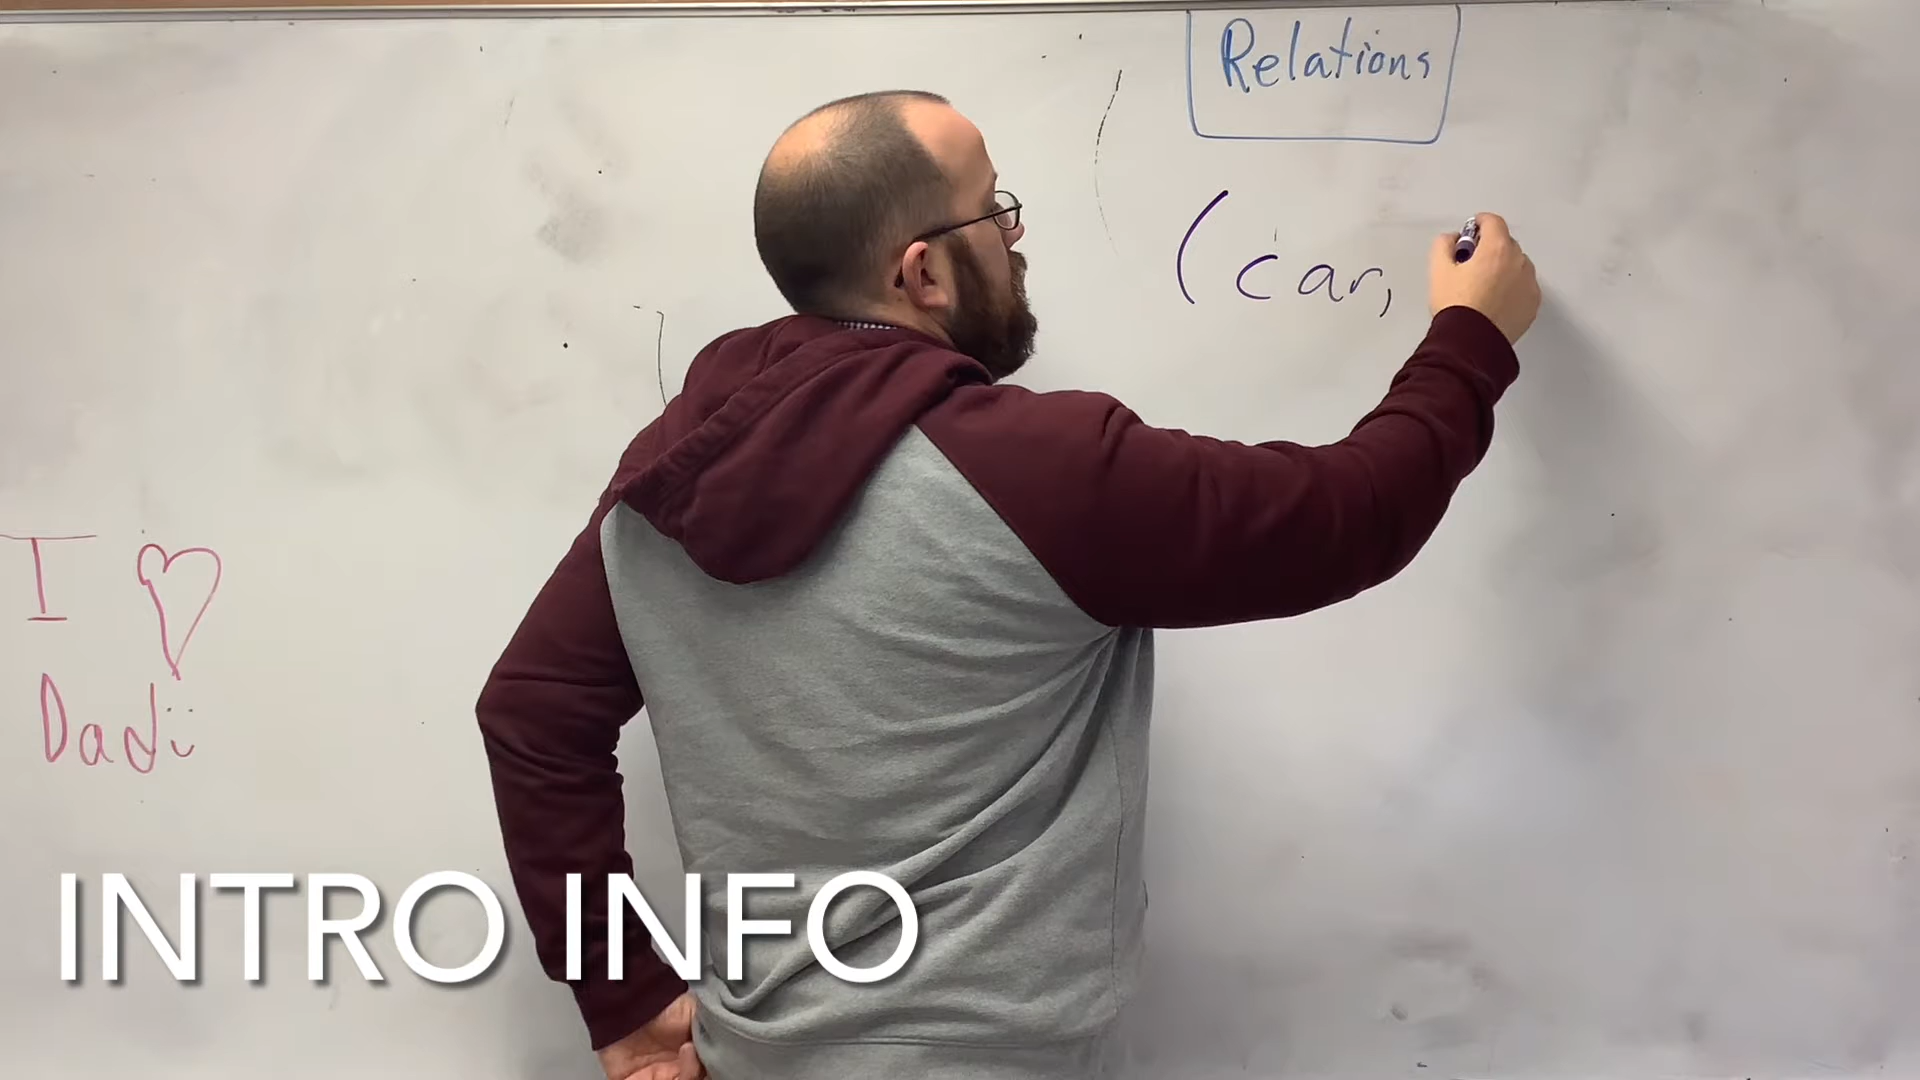 Relations
(car,
I ♡
Dad
INTRO INFO